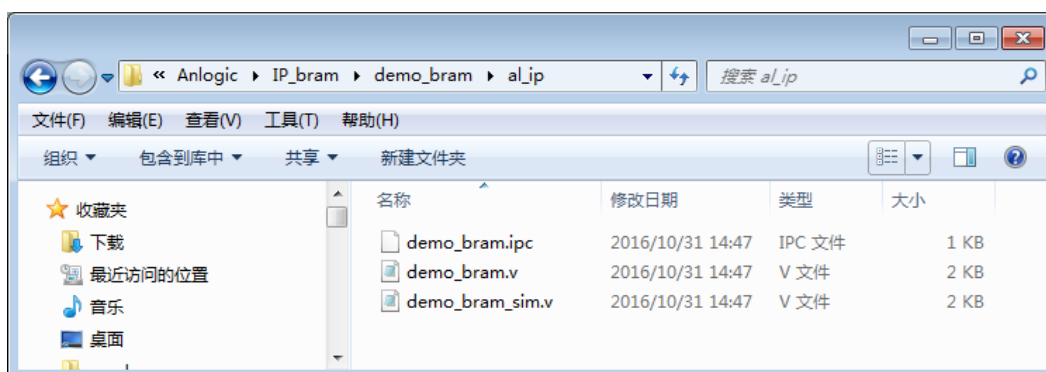 « Anlogic ▸ IP_bram ▸ demo_bram ▸ al_ip 搜索 al_ip
文件(F) 编辑(E) 查看(V) 工具(T) 帮助(H)
组织 包含到库中 共享 新建文件夹
名称 修改日期 类型 大小
收藏夹
下载
最近访问的位置
音乐
桌面
demo_bram.ipc 2016/10/31 14:47 IPC 文件 1 KB
demo_bram.v 2016/10/31 14:47 V 文件 2 KB
demo_bram_sim.v 2016/10/31 14:47 V 文件 2 KB